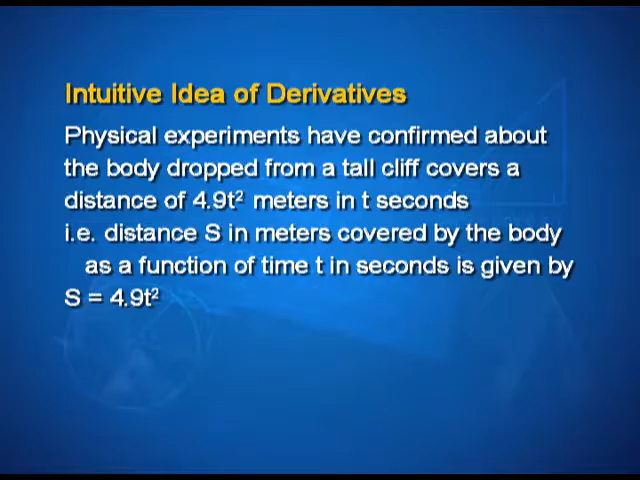 Intuitive Idea of Derivatives
Physical experiments have confirmed about
the body dropped from a tall cliff covers a
distance of 4.9t² meters in t seconds
i.e. distance S in meters covered by the body
as a function of time t in seconds is given by
S = 4.9t²